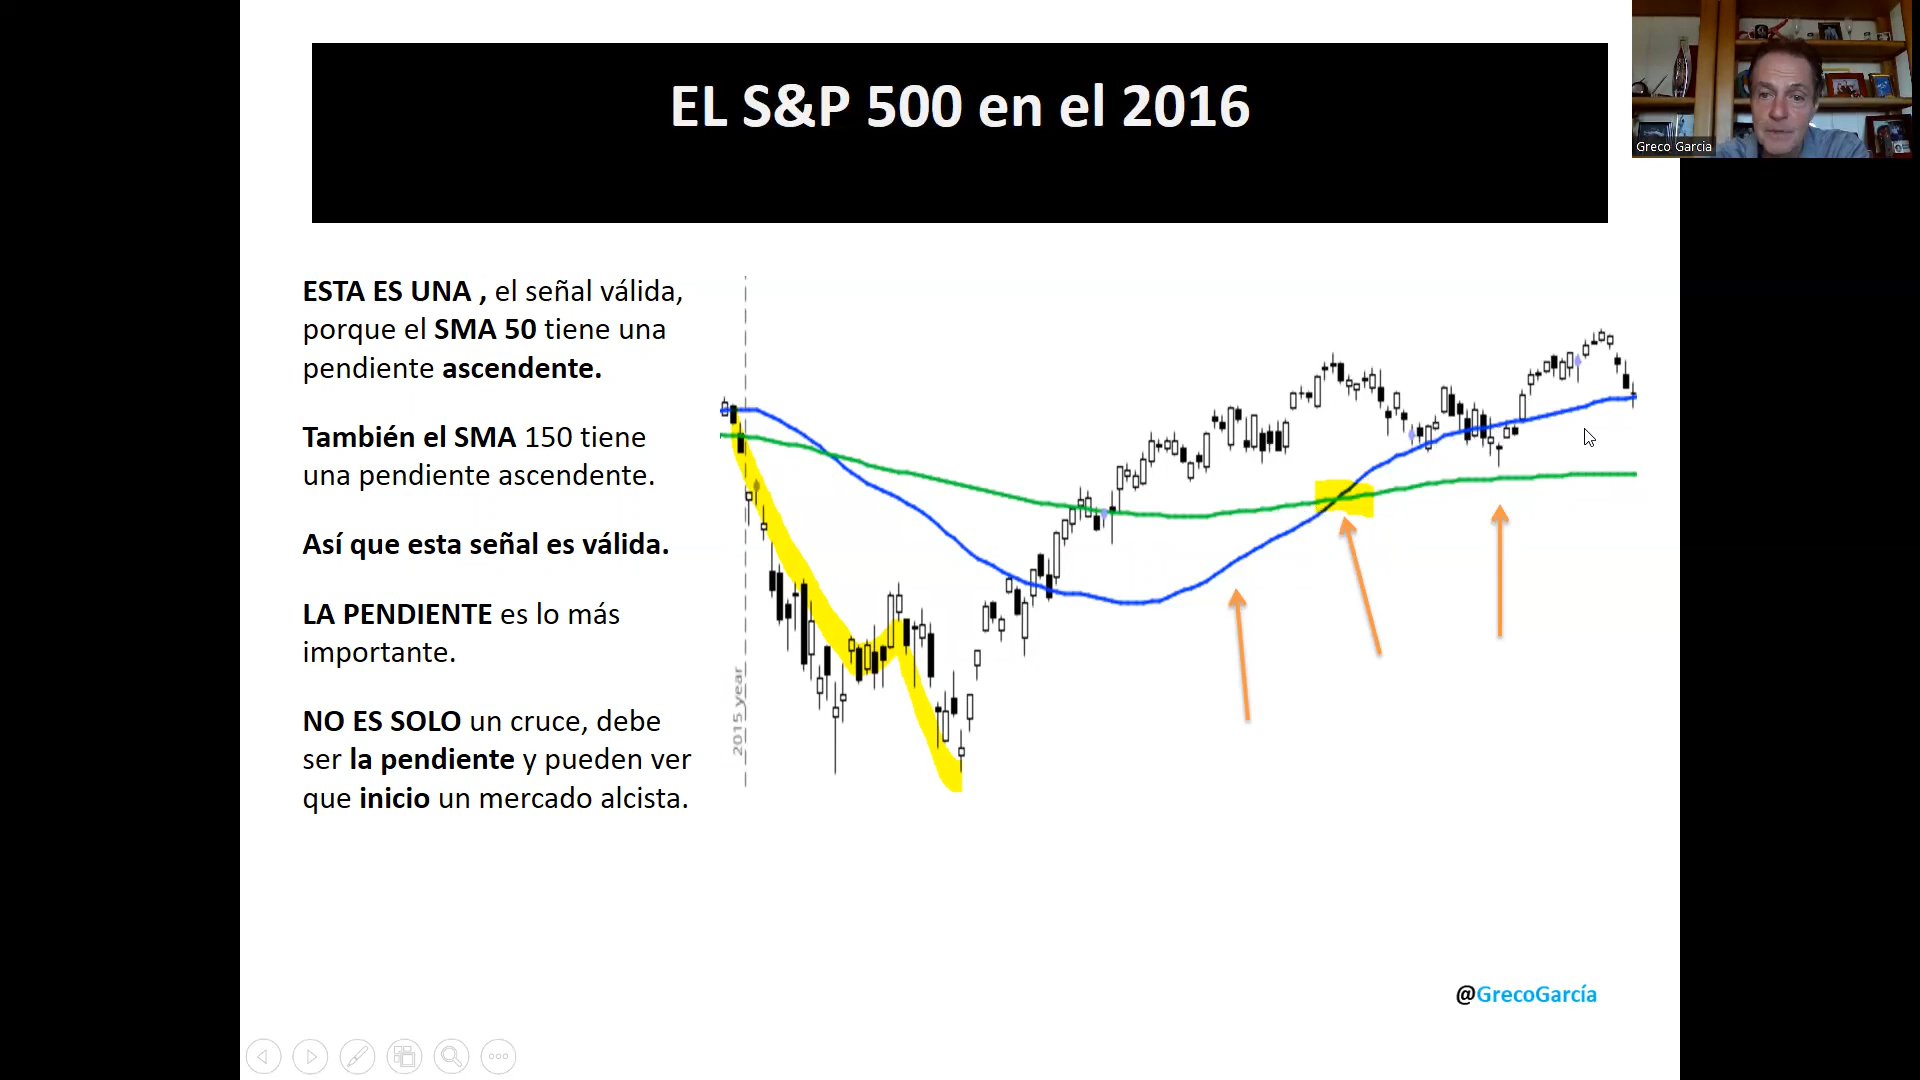 EL S&P 500 en el 2016
Greco Garcia
ESTA ES UNA , el señal válida,
porque el SMA 50 tiene una
pendiente ascendente.
También el SMA 150 tiene
una pendiente ascendente.
Así que esta señal es válida.
LA PENDIENTE es lo más
importante.
NO ES SOLO un cruce, debe
ser la pendiente y pueden ver
que inicio un mercado alcista.
2015 year
@GrecoGarcía